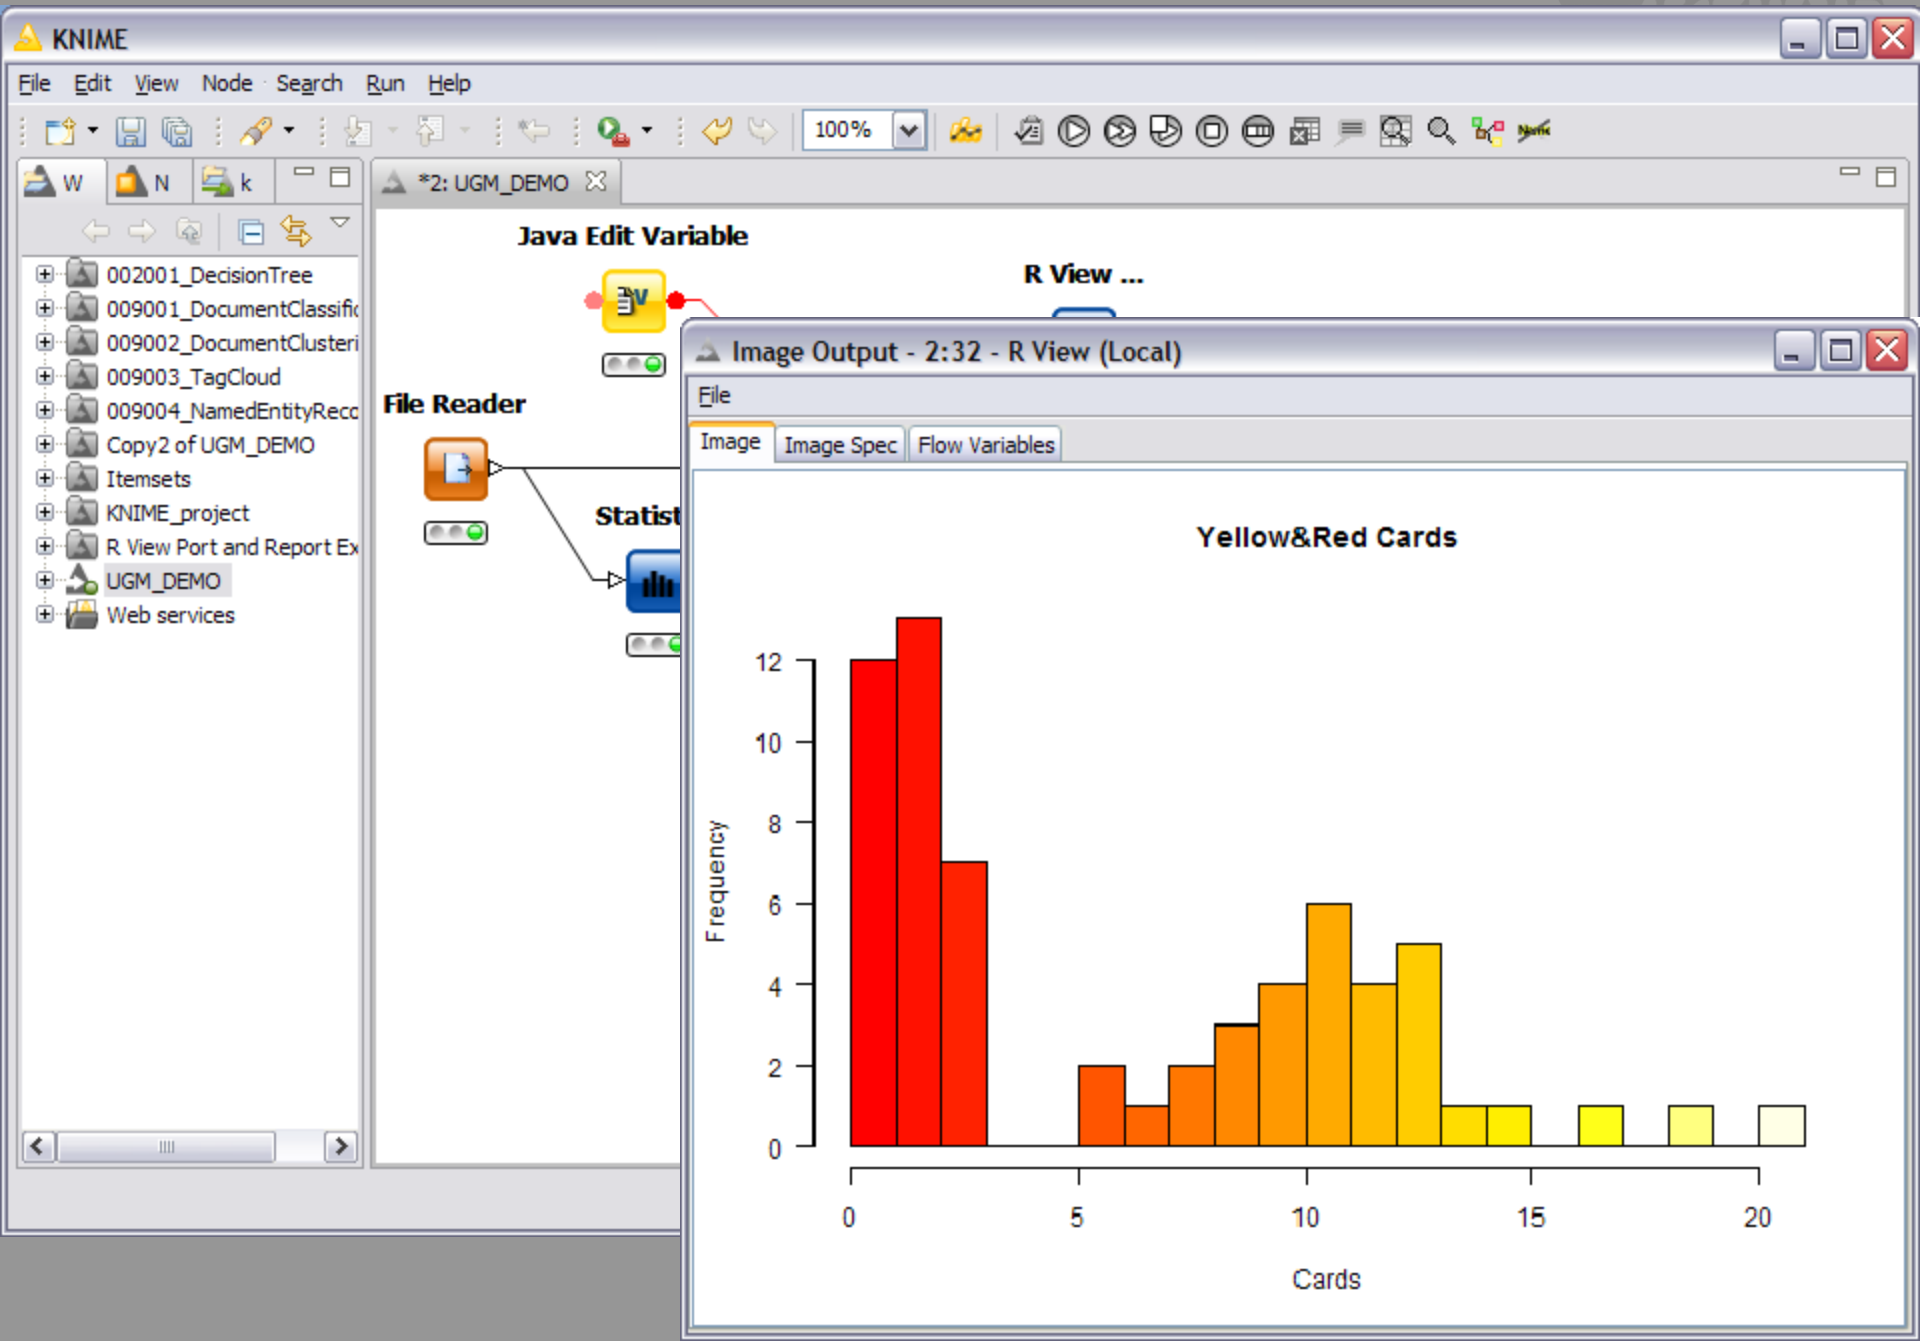 KNIME
File Edit View Node Search Run Help
100%
W N k
*2: UGM_DEMO
002001_DecisionTree
009001_DocumentClassific
009002_DocumentClusteri
009003_TagCloud
009004_NamedEntityReco
Copy2 of UGM_DEMO
Itemsets
KNIME_project
R View Port and Report Ex
UGM_DEMO
Web services
Java Edit Variable
R View ...
File Reader
Statist
Image Output - 2:32 - R View (Local)
File
Image Image Spec Flow Variables
Yellow&Red Cards
Frequency
12
10
8
6
4
2
0
0 5 10 15 20
Cards